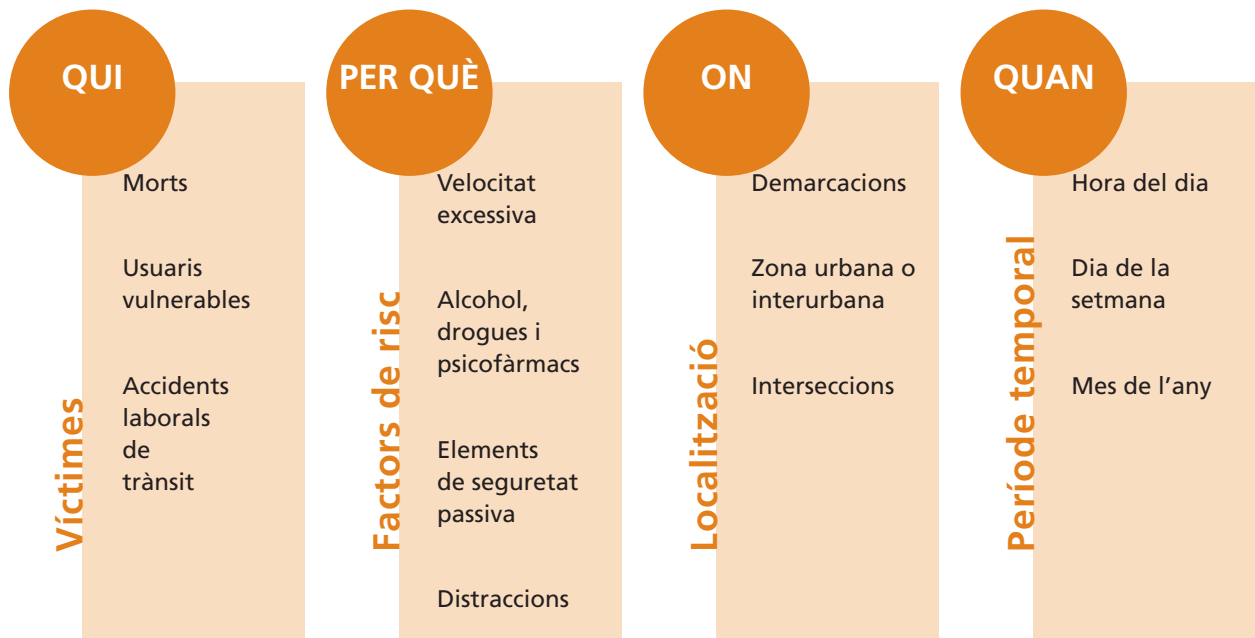 QUI
Víctimes
Morts
Usuaris
vulnerables
Accidents
laborals
de
trànsit
PER QUÈ
Factors de risc
Velocitat
excessiva
Alcohol,
drogues i
psicofàrmacs
Elements
de seguretat
passiva
Distraccions
ON
Localització
Demarcacions
Zona urbana o
interurbana
Interseccions
QUAN
Període temporal
Hora del dia
Dia de la
setmana
Mes de l’any